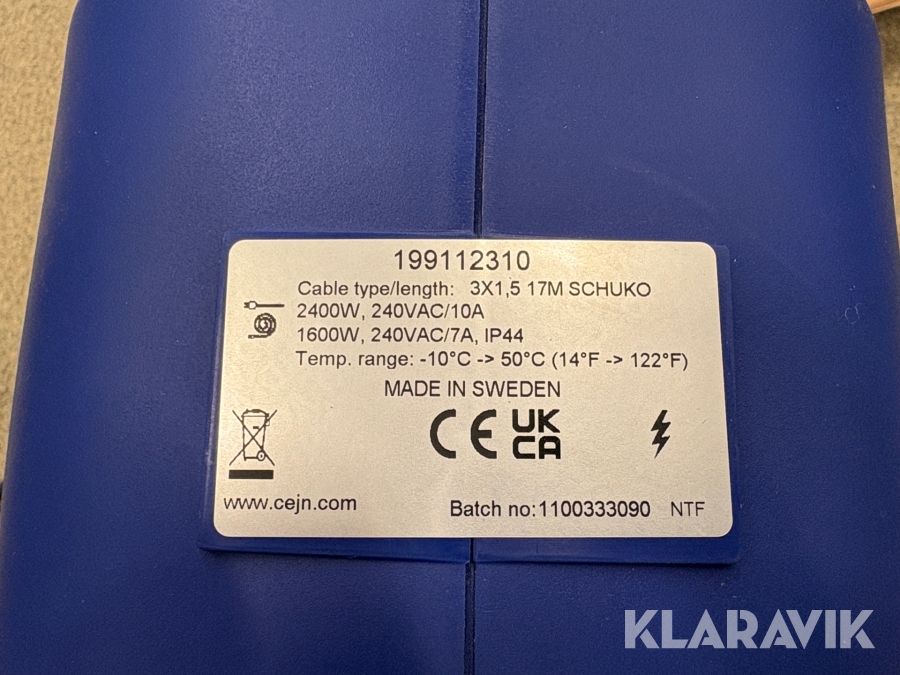 199112310
Cable type/length: 3X1,5 17M SCHUKO
2400W, 240VAC/10A
1600W, 240VAC/7A, IP44
Temp. range: -10°C -> 50°C (14°F -> 122°F)
MADE IN SWEDEN
CE UK CA
www.cejn.com Batch no:1100333090 NTF
KLARAVIK